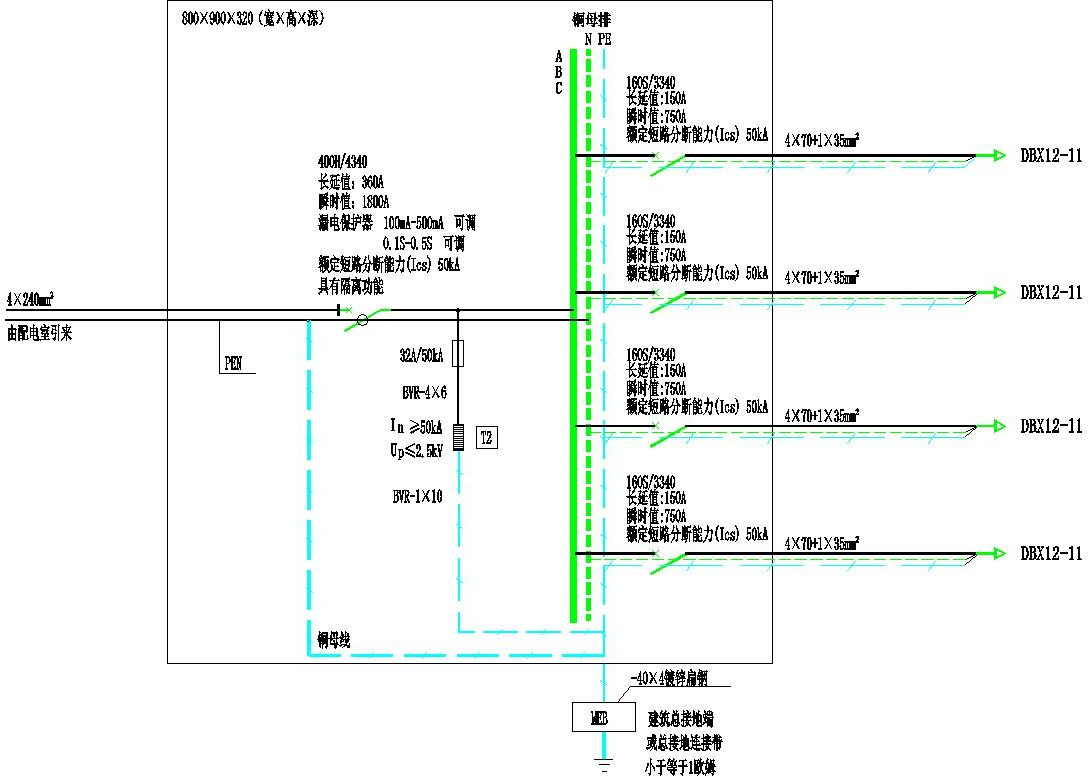 800×900×320 (宽×高×深)
铜母排
N PE
A
B
C
160S/3340
长延值:150A
瞬时值:750A
额定短路分断能力(Ics) 50kA
4×70+1×35mm²
DBX12-11
400H/4340
长延值: 360A
瞬时值: 1800A
漏电保护器 100mA-500mA 可调
0.1S-0.5S 可调
额定短路分断能力(Ics) 50kA
具有隔离功能
160S/3340
长延值:150A
瞬时值:750A
额定短路分断能力(Ics) 50kA
4×70+1×35mm²
DBX12-11
4×240mm²
由配电室引来
PEN
32A/50kA
BVR-4×6
In ≥50kA
Up≤2.5kV
T2
BVR-1×10
160S/3340
长延值:150A
瞬时值:750A
额定短路分断能力(Ics) 50kA
4×70+1×35mm²
DBX12-11
160S/3340
长延值:150A
瞬时值:750A
额定短路分断能力(Ics) 50kA
4×70+1×35mm²
DBX12-11
铜母线
-40×4镀锌扁钢
MEB
建筑总接地端
或总接地连接带
小于等于1欧姆